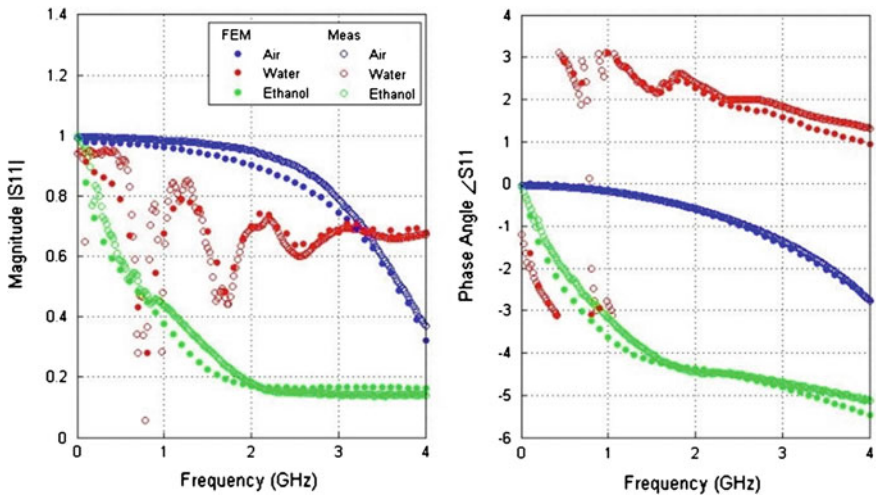 1.4
1.2
1
0.8
0.6
0.4
0.2
0
Magnitude |S11|
FEM Meas
Air Air
Water Water
Ethanol Ethanol
0 1 2 3 4
Frequency (GHz)
4
3
2
1
0
-1
-2
-3
-4
-5
-6
Phase Angle ∠S11
0 1 2 3 4
Frequency (GHz)